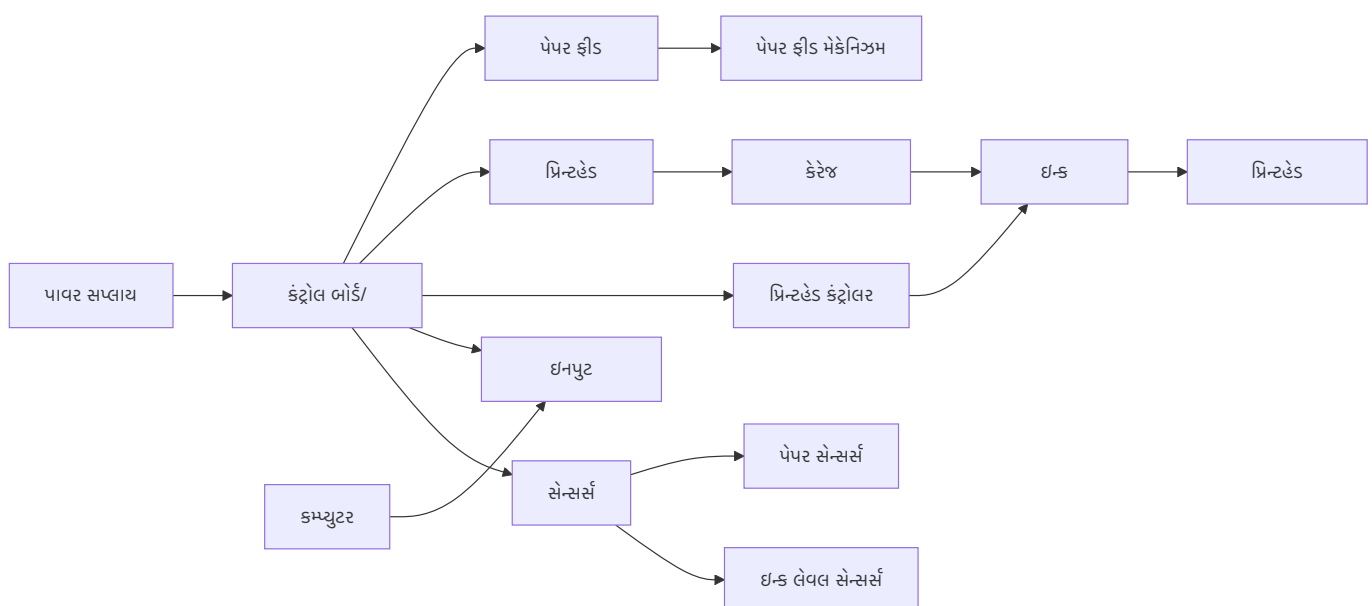 પેપર ફીડ
પેપર ફીડ મેકેનિઝમ
પ્રિન્ટહેડ
કેરેજ
ઇન્ક
પ્રિન્ટહેડ
પાવર સપ્લાય
કંટ્રોલ બોર્ડ/
પ્રિન્ટહેડ કંટ્રોલર
ઇનપુટ
પેપર સેન્સર્સ
સેન્સર્સ
કમ્પ્યુટર
ઇન્ક લેવલ સેન્સર્સ